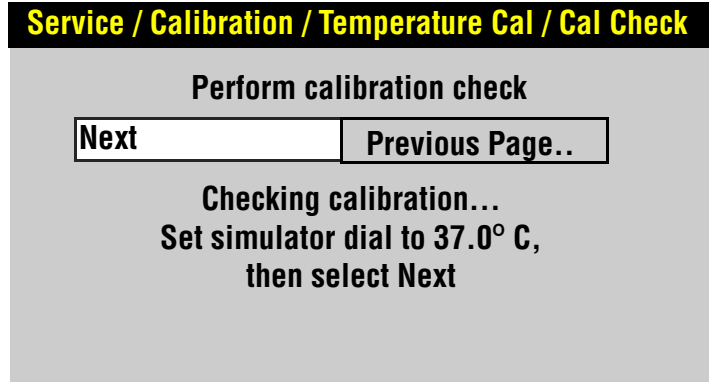 Service / Calibration / Temperature Cal / Cal Check
Perform calibration check
Next Previous Page..
Checking calibration...
Set simulator dial to 37.0° C,
then select Next